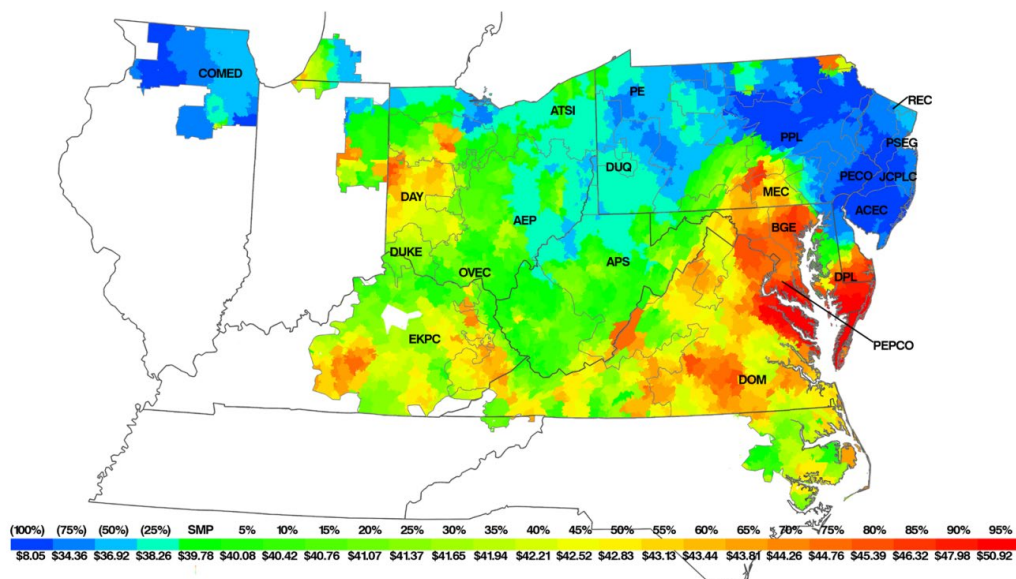 COMED
PE
ATSI
REC
PPL
PSEG
DUQ
PECO
JCPLC
DAY
MEC
ACEC
AEP
BGE
DUKE
OVEC
APS
DPL
EKPC
PEPCO
DOM
(100%) (75%) (50%) (25%) SMP 5% 10% 15% 20% 25% 30% 35% 40% 45% 50% 55% 60% 65% 70% 75% 80% 85% 90% 95%
$8.05 $34.36 $36.92 $38.26 $39.78 $40.08 $40.42 $40.76 $41.07 $41.37 $41.65 $41.94 $42.21 $42.52 $42.83 $43.13 $43.44 $43.81 $44.26 $44.76 $45.39 $46.32 $47.98 $50.92